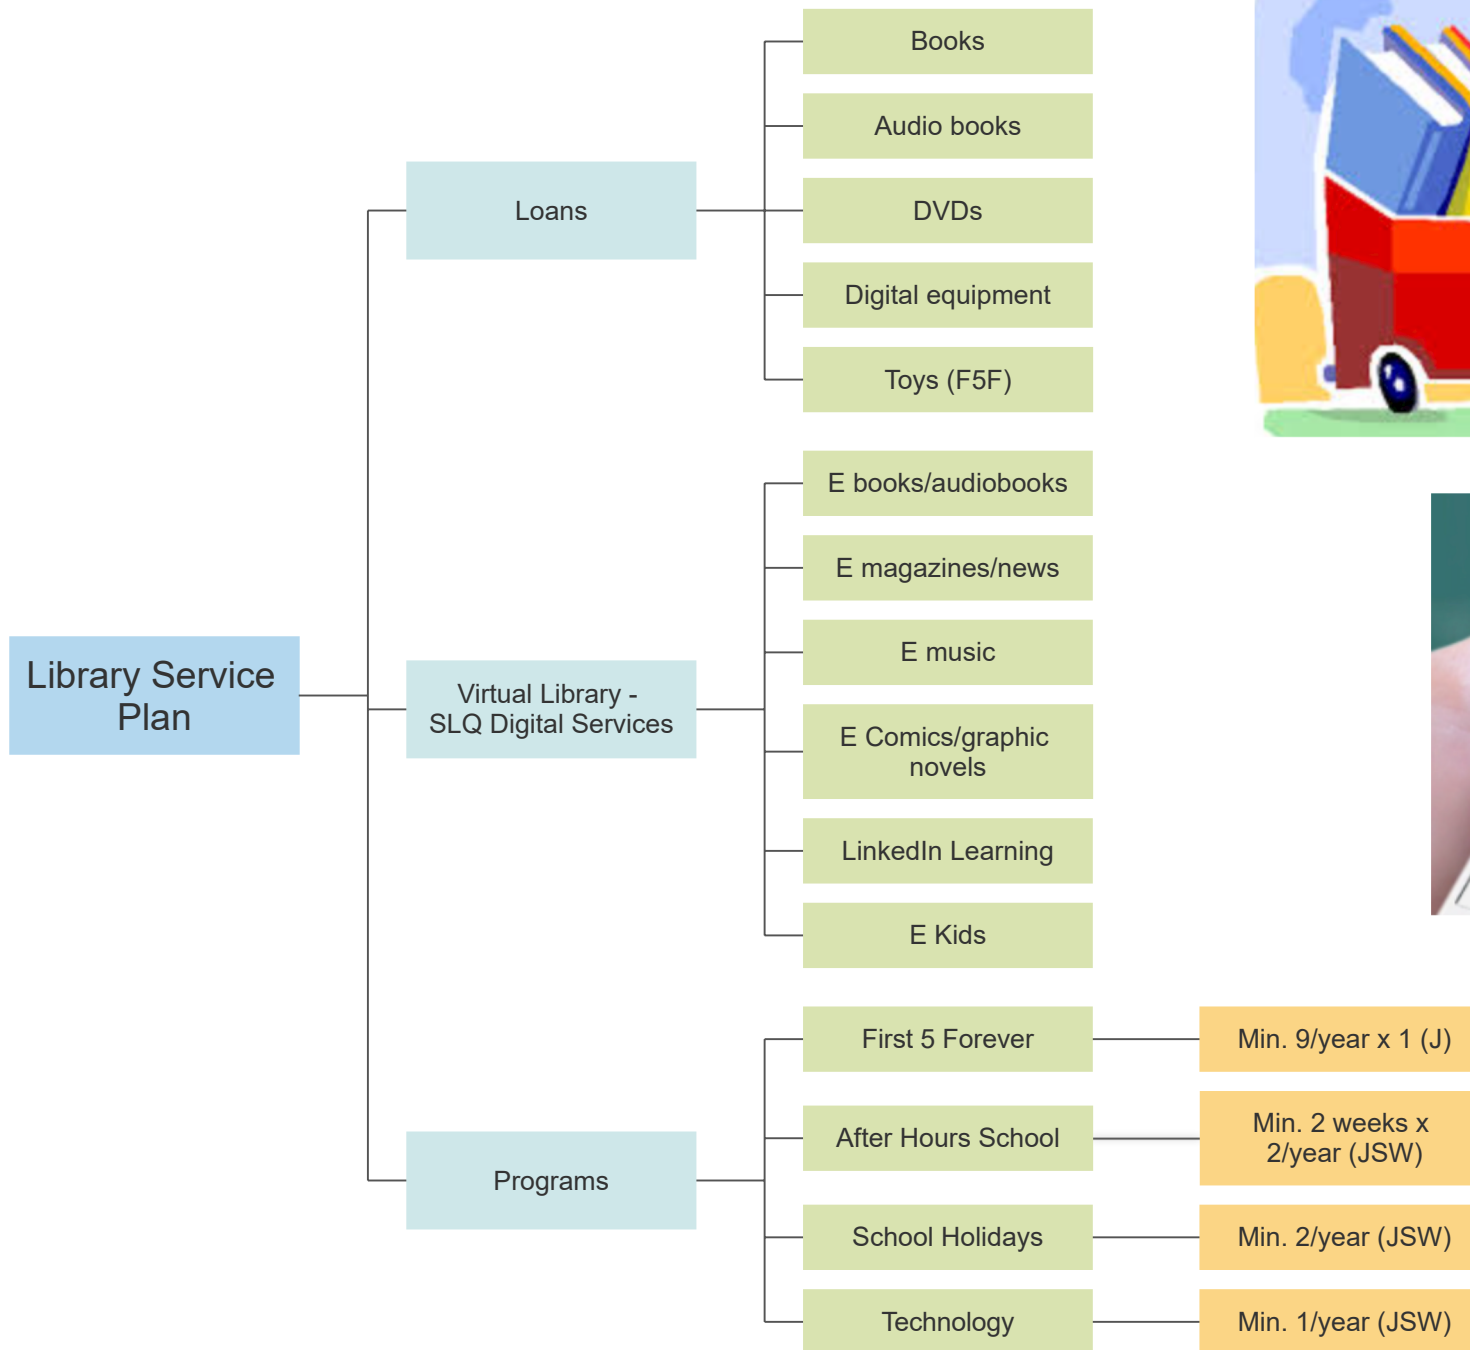 Library Service
Plan
Loans
Books
Audio books
DVDs
Digital equipment
Toys (F5F)
Virtual Library -
SLQ Digital Services
E books/audiobooks
E magazines/news
E music
E Comics/graphic
novels
LinkedIn Learning
E Kids
Programs
First 5 Forever
Min. 9/year x 1 (J)
After Hours School
Min. 2 weeks x
2/year (JSW)
School Holidays
Min. 2/year (JSW)
Technology
Min. 1/year (JSW)